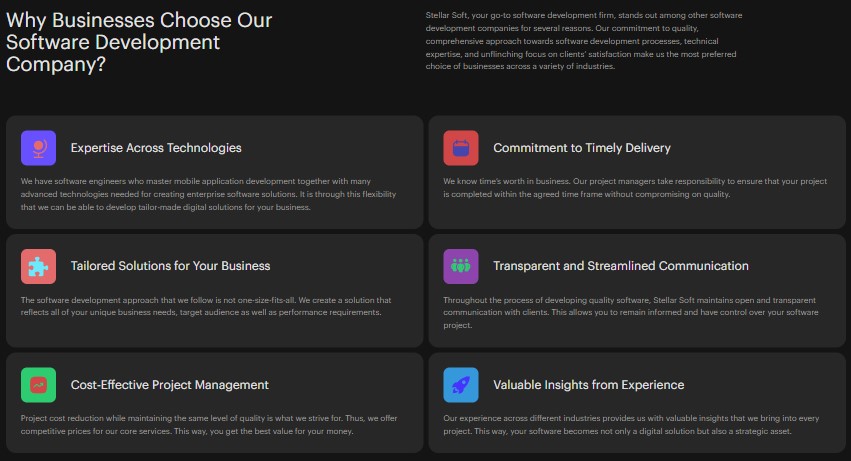 Why Businesses Choose Our
Software Development
Company?
Stellar Soft, your go-to software development firm, stands out among other software
development companies for several reasons. Our commitment to quality,
comprehensive approach towards software development processes, technical
expertise, and unflinching focus on clients' satisfaction make us the most preferred
choice of businesses across a variety of industries.
Expertise Across Technologies
We have software engineers who master mobile application development together with many
advanced technologies needed for creating enterprise software solutions. It is through this flexibility
that we can be able to develop tailor-made digital solutions for your business.
Commitment to Timely Delivery
We know time's worth in business. Our project managers take responsibility to ensure that your project
is completed within the agreed time frame without compromising on quality.
Tailored Solutions for Your Business
The software development approach that we follow is not one-size-fits-all. We create a solution that
reflects all of your unique business needs, target audience as well as performance requirements.
Transparent and Streamlined Communication
Throughout the process of developing quality software, Stellar Soft maintains open and transparent
communication with clients. This allows you to remain informed and have control over your software
project.
Cost-Effective Project Management
Project cost reduction while maintaining the same level of quality is what we strive for. Thus, we offer
competitive prices for our core services. This way, you get the best value for your money.
Valuable Insights from Experience
Our experience across different industries provides us with valuable insights that we bring into every
project. This way, your software becomes not only a digital solution but also a strategic asset.